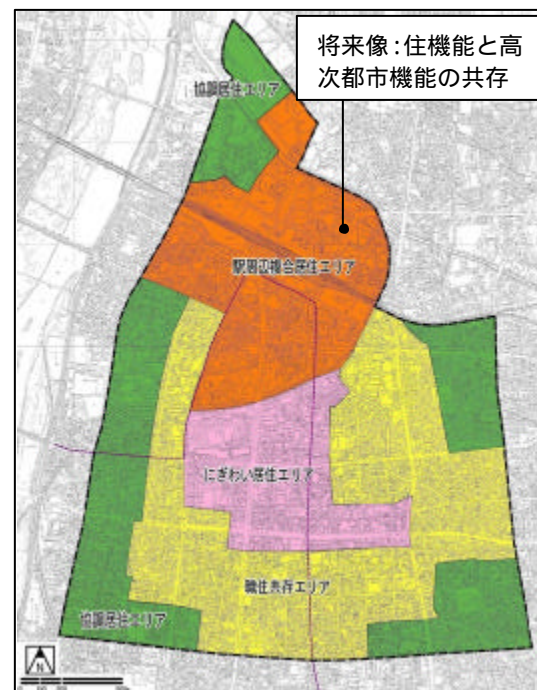 将来像:住機能と高
次都市機能の共存
協調居住エリア
駅周辺複合居住エリア
にぎわい居住エリア
職住共存エリア
協調居住エリア
N